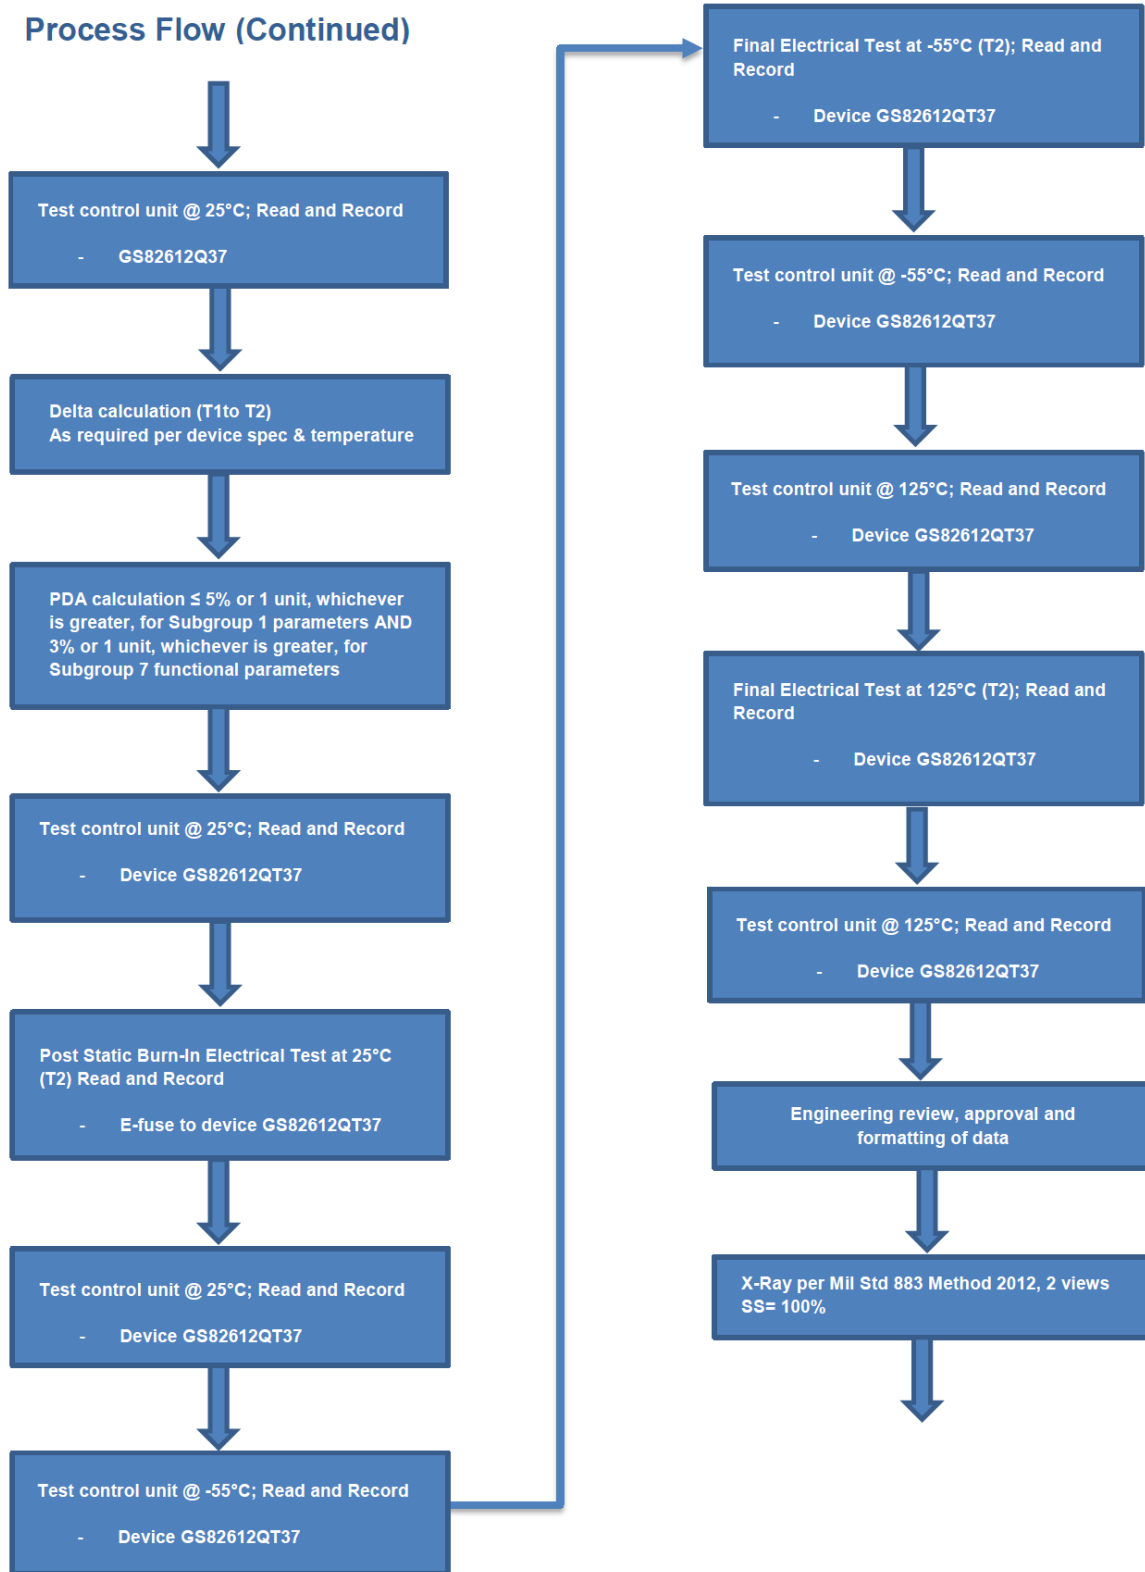 Process Flow (Continued)
Test control unit @ 25°C; Read and Record
- GS82612Q37
Delta calculation (T1to T2)
As required per device spec & temperature
PDA calculation ≤ 5% or 1 unit, whichever
is greater, for Subgroup 1 parameters AND
3% or 1 unit, whichever is greater, for
Subgroup 7 functional parameters
Test control unit @ 25°C; Read and Record
- Device GS82612QT37
Post Static Burn-In Electrical Test at 25°C
(T2) Read and Record
- E-fuse to device GS82612QT37
Test control unit @ 25°C; Read and Record
- Device GS82612QT37
Test control unit @ -55°C; Read and Record
- Device GS82612QT37
Final Electrical Test at -55°C (T2); Read and
Record
- Device GS82612QT37
Test control unit @ -55°C; Read and Record
- Device GS82612QT37
Test control unit @ 125°C; Read and Record
- Device GS82612QT37
Final Electrical Test at 125°C (T2); Read and
Record
- Device GS82612QT37
Test control unit @ 125°C; Read and Record
- Device GS82612QT37
Engineering review, approval and
formatting of data
X-Ray per Mil Std 883 Method 2012, 2 views
SS= 100%